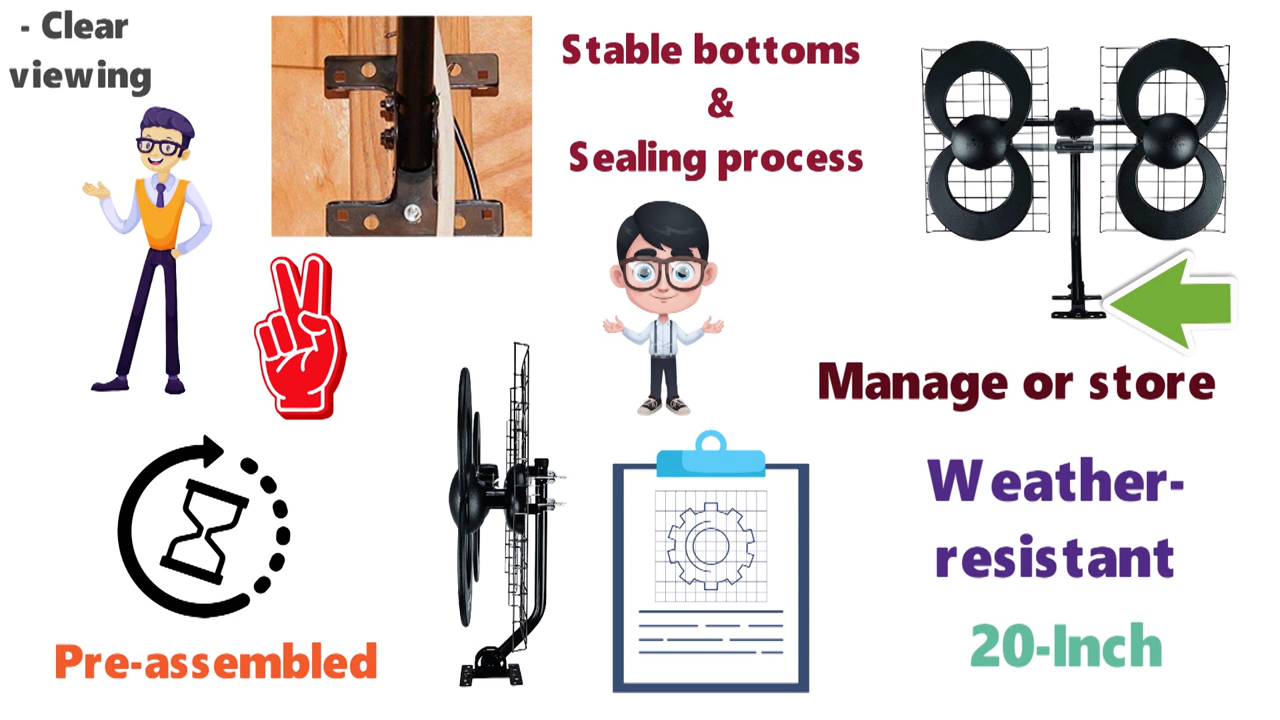 - Clear
viewing
Stable bottoms
&
Sealing process
Manage or store
Weather-
resistant
20-Inch
Pre-assembled